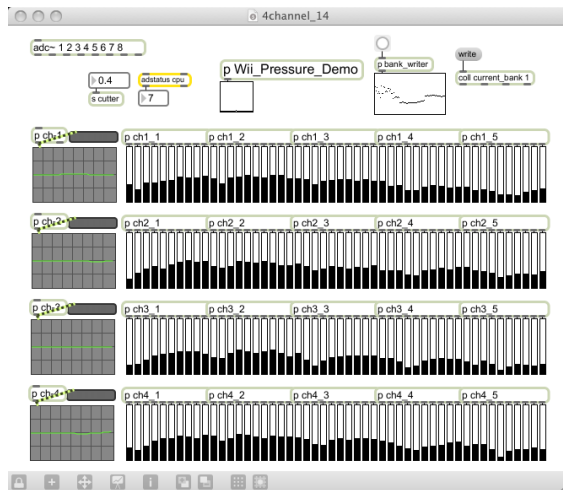 4channel_14
adc~ 1 2 3 4 5 6 7 8
write
p Wii_Pressure_Demo
p bank_writer
0.4
adstatus cpu
coll current_bank 1
s cutter
7
p ch_1
p ch1_1
p ch1_2
p ch1_3
p ch1_4
p ch1_5
p ch_2
p ch2_1
p ch2_2
p ch2_3
p ch2_4
p ch2_5
p ch3_1
p ch3_2
p ch3_3
p ch3_4
p ch3_5
p ch4_1
p ch4_2
p ch4_3
p ch4_4
p ch4_5
i